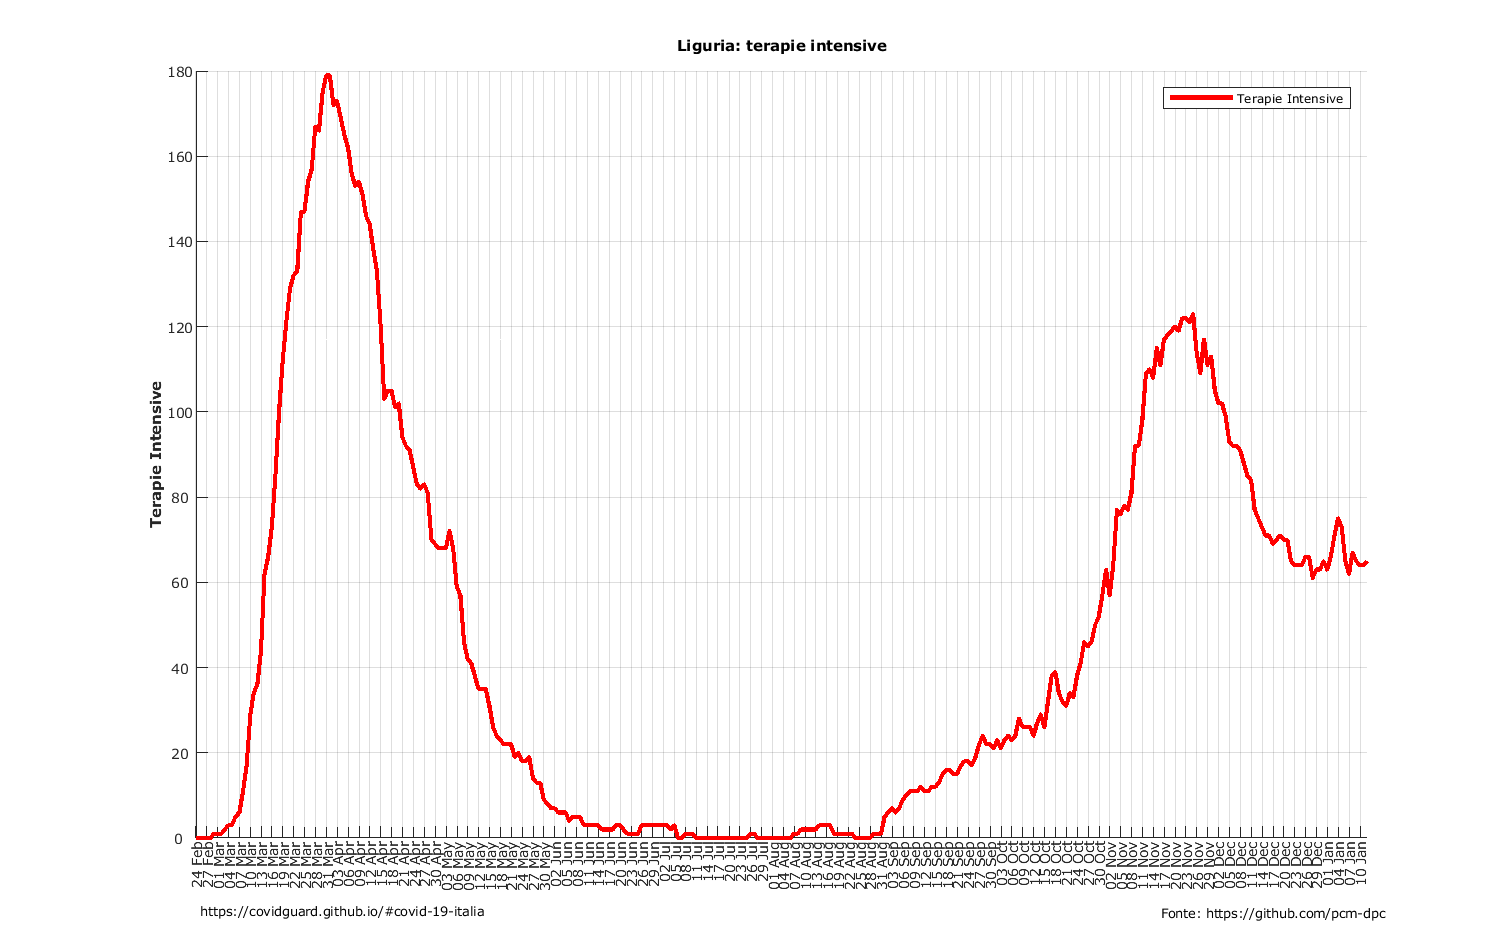 Liguria: terapie intensive
Terapie Intensive
Terapie Intensive
180
160
140
120
100
80
60
40
20
0
24 Feb
27 Feb
01 Mar
04 Mar
07 Mar
10 Mar
13 Mar
16 Mar
19 Mar
22 Mar
25 Mar
28 Mar
31 Mar
03 Apr
06 Apr
09 Apr
12 Apr
15 Apr
18 Apr
21 Apr
24 Apr
27 Apr
30 Apr
03 May
06 May
09 May
12 May
15 May
18 May
21 May
24 May
27 May
30 May
02 Jun
05 Jun
08 Jun
11 Jun
14 Jun
17 Jun
20 Jun
23 Jun
26 Jun
29 Jun
02 Jul
05 Jul
08 Jul
11 Jul
14 Jul
17 Jul
20 Jul
23 Jul
26 Jul
29 Jul
01 Aug
04 Aug
07 Aug
10 Aug
13 Aug
16 Aug
19 Aug
22 Aug
25 Aug
28 Aug
31 Aug
03 Sep
06 Sep
09 Sep
12 Sep
15 Sep
18 Sep
21 Sep
24 Sep
27 Sep
30 Sep
03 Oct
06 Oct
09 Oct
12 Oct
15 Oct
18 Oct
21 Oct
24 Oct
27 Oct
30 Oct
02 Nov
05 Nov
08 Nov
11 Nov
14 Nov
17 Nov
20 Nov
23 Nov
26 Nov
29 Nov
02 Dec
05 Dec
08 Dec
11 Dec
14 Dec
17 Dec
20 Dec
23 Dec
26 Dec
29 Dec
01 Jan
04 Jan
07 Jan
10 Jan
https://covidguard.github.io/#covid-19-italia
Fonte: https://github.com/pcm-dpc